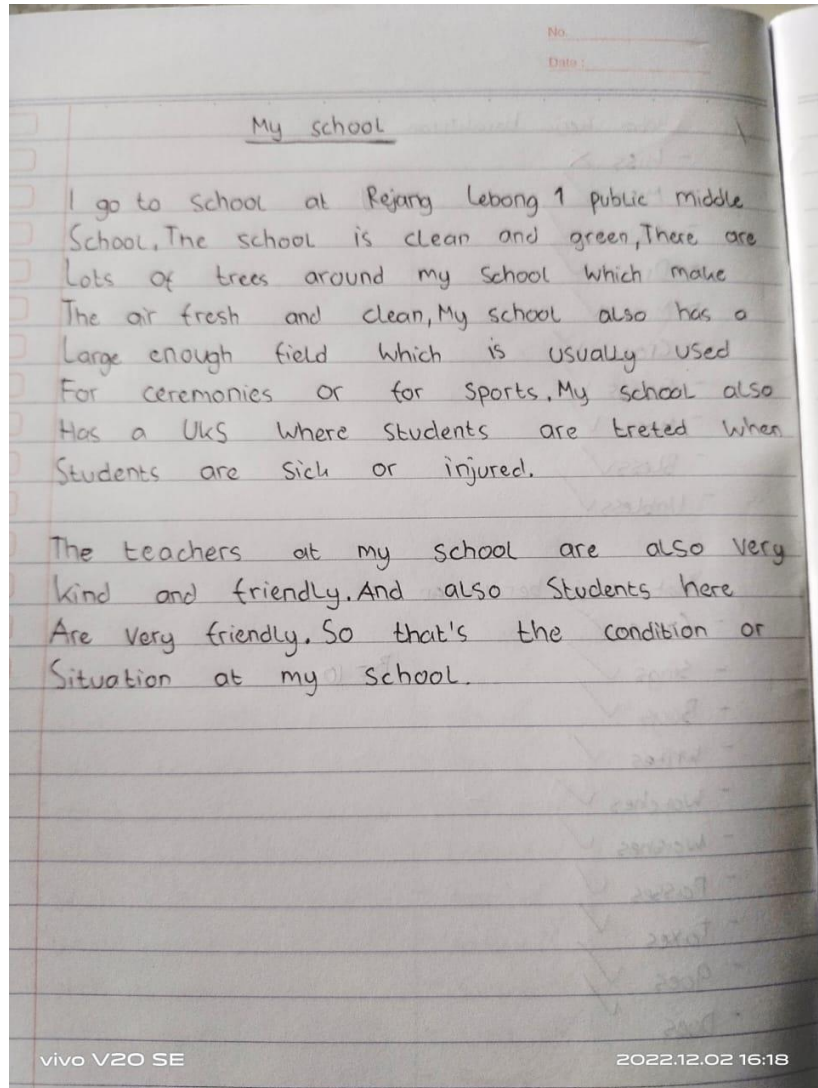 No.
Date :
My school
I go to school at Rejang Lebong 1 public middle
School. The school is clean and green, There are
Lots of trees around my school which make
The air fresh and clean, My school also has a
Large enough field which is usually used
For ceremonies or for sports. My school also
Has a UKS where students are treted when
Students are sick or injured.
The teachers at my school are also very
kind and friendly. And also Students here
Are very friendly. So that's the condition or
Situation at my school.
vivo V20 SE
2022.12.02 16:18